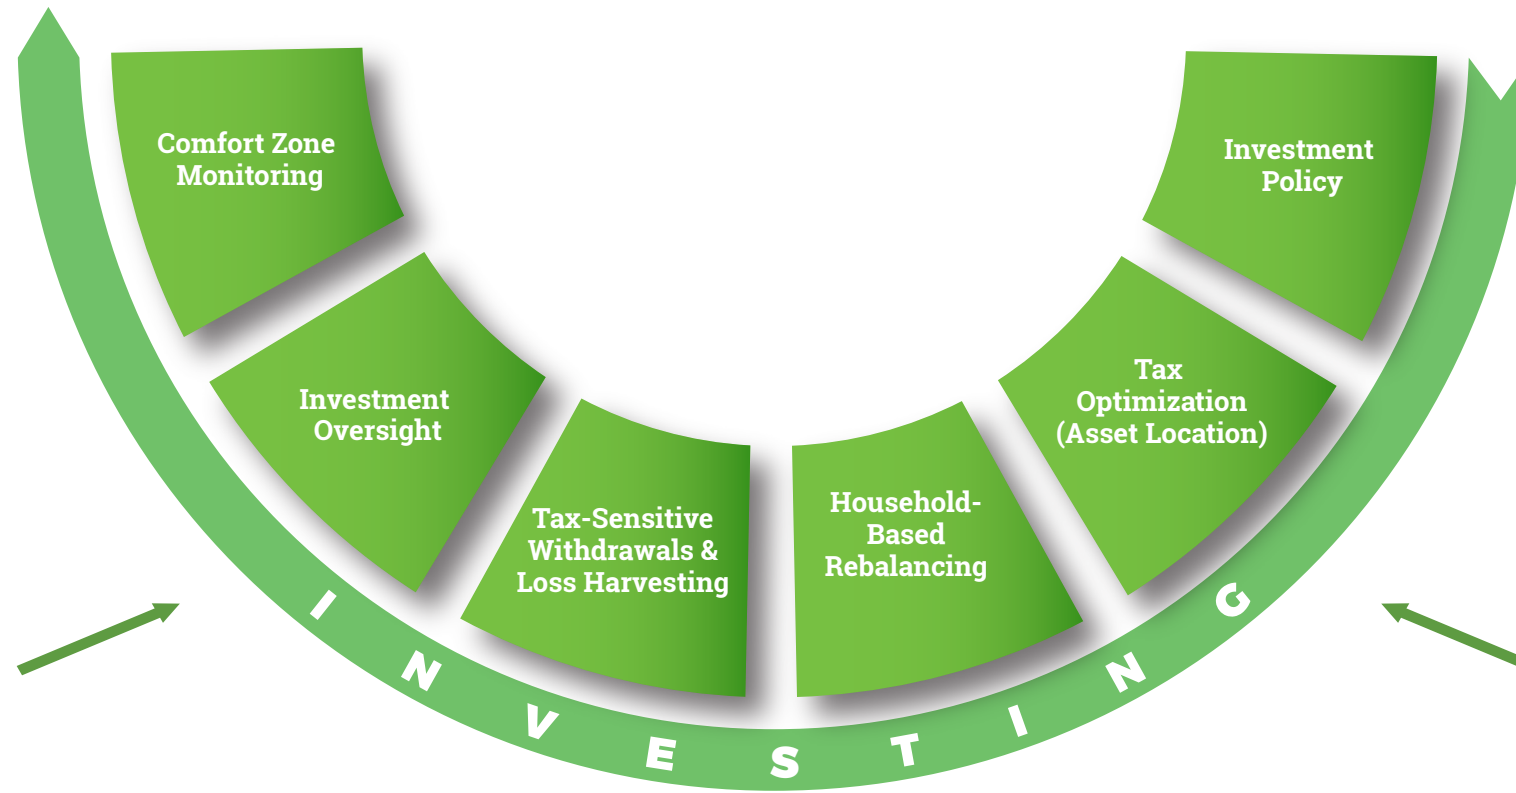 Comfort Zone
Monitoring
Investment
Policy
Investment
Oversight
Tax
Optimization
(Asset Location)
Tax-Sensitive
Withdrawals &
Loss Harvesting
Household-
Based
Rebalancing
INVESTING